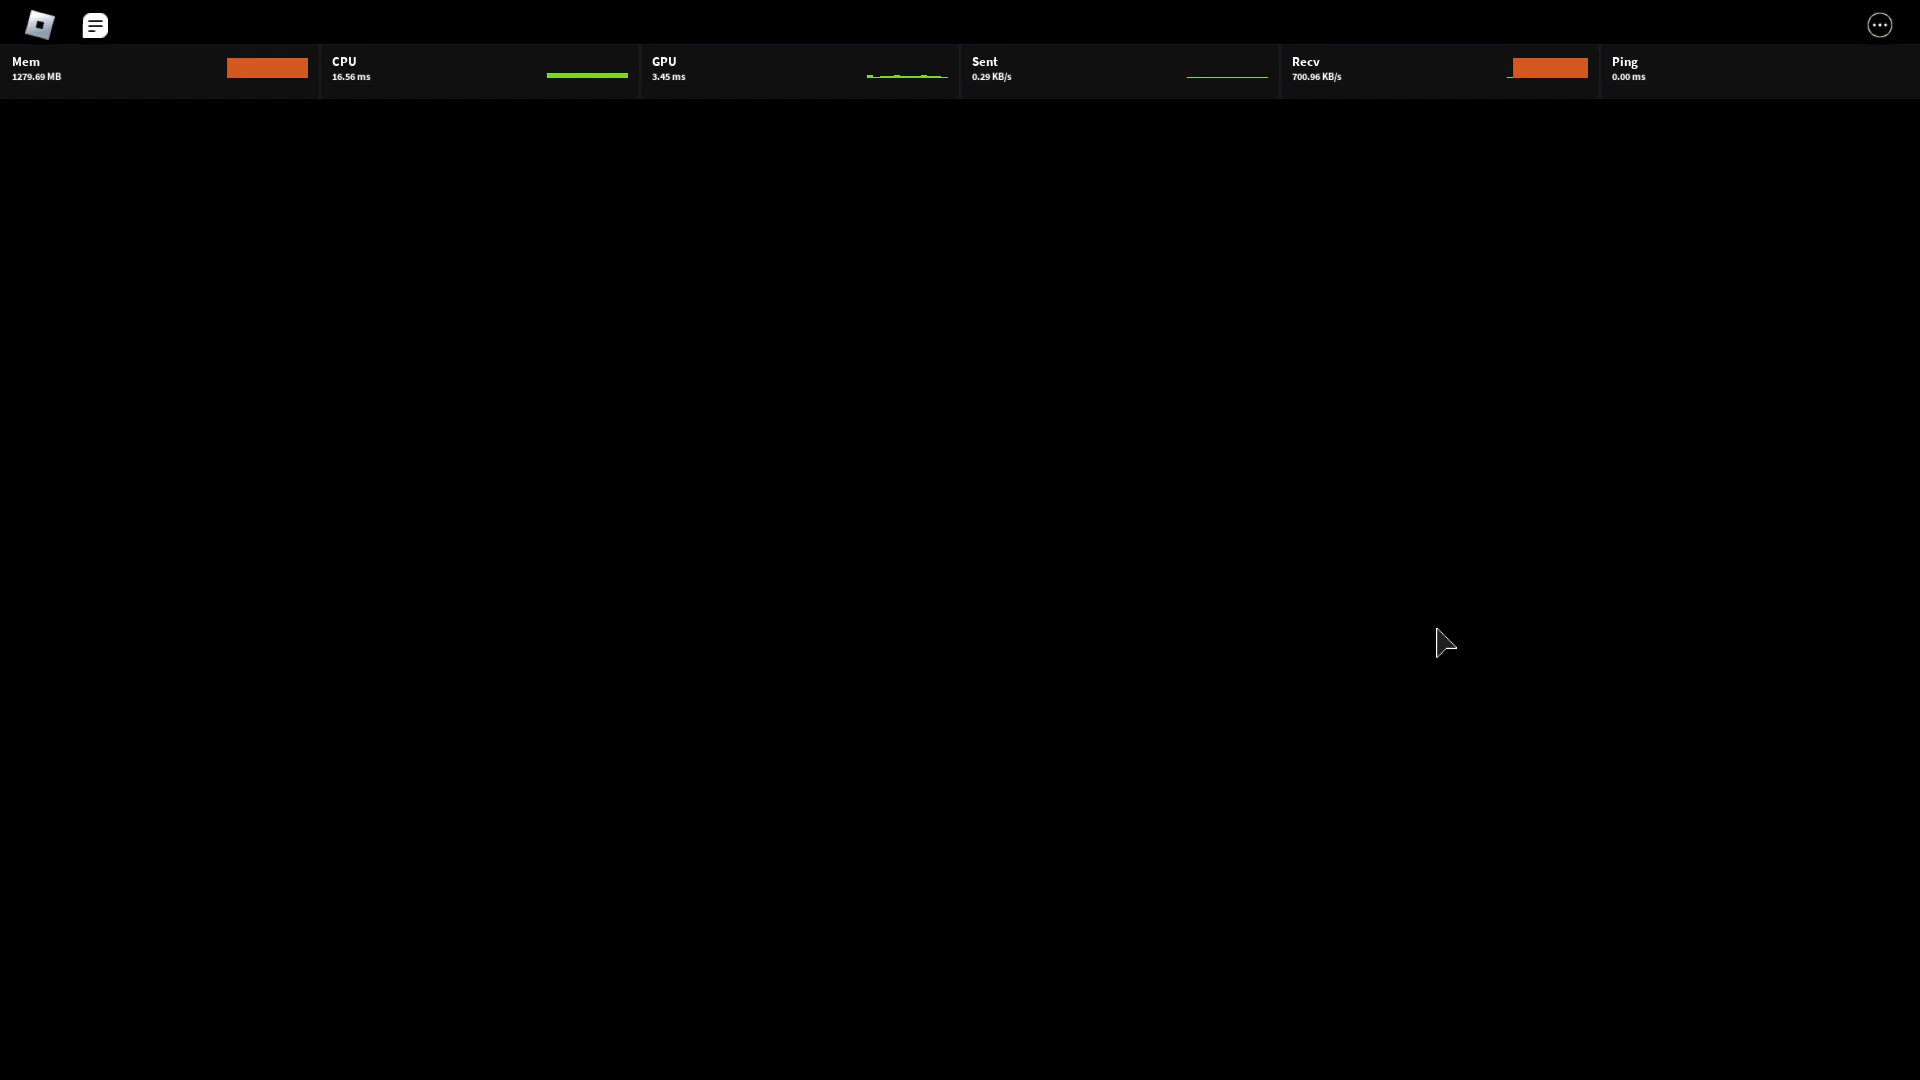 Mem
1279.69 MB
CPU
16.56 ms
GPU
3.45 ms
Sent
0.29 KB/s
Recv
700.96 KB/s
Ping
0.00 ms